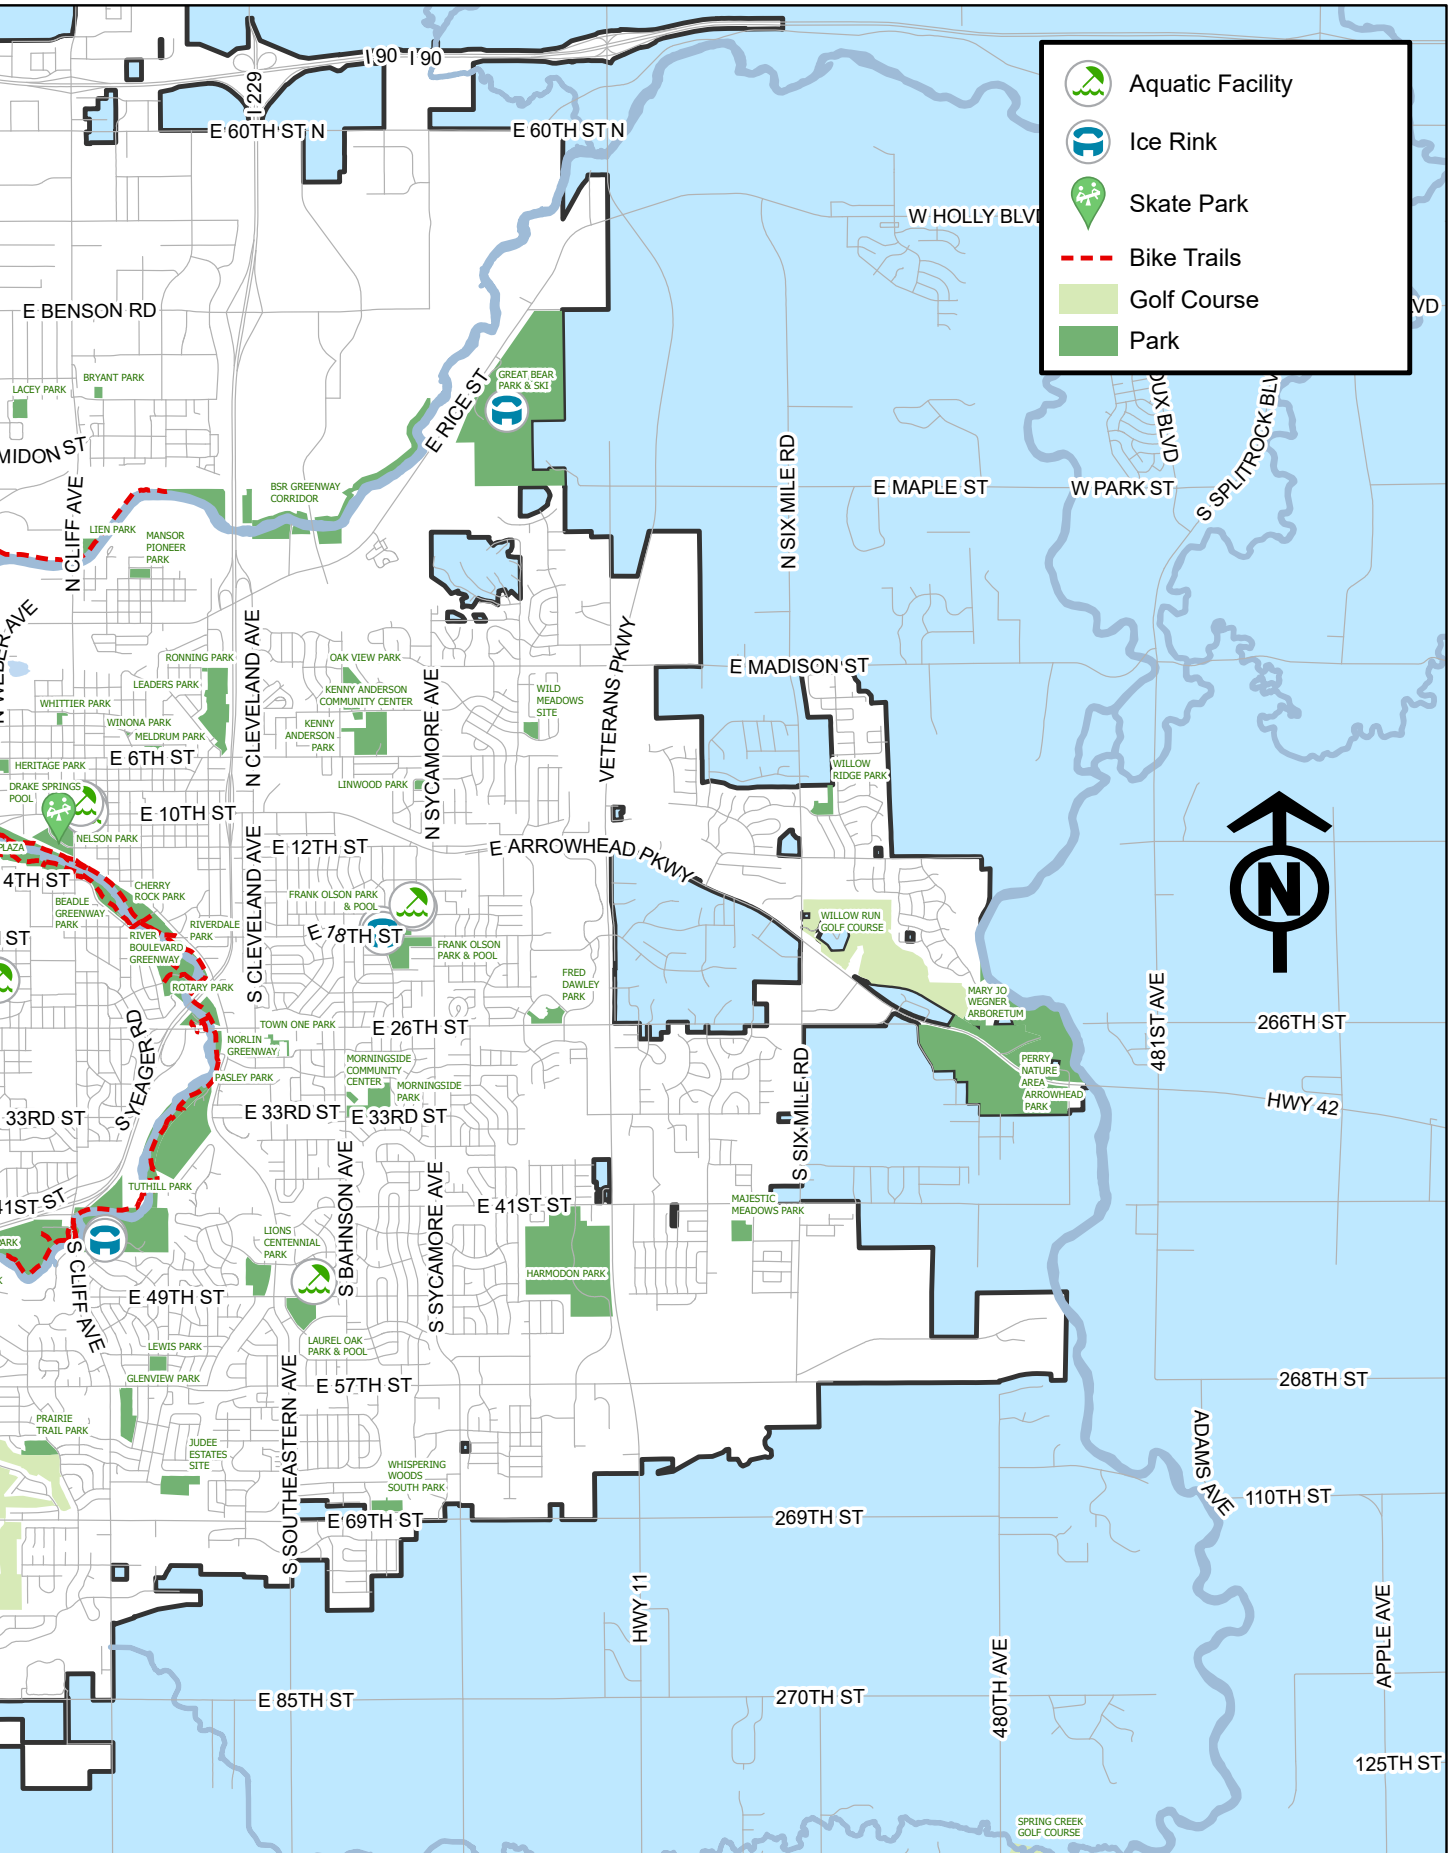 I 90 I 90
I 229
E 60TH ST N
E 60TH ST N
Aquatic Facility
Ice Rink
Skate Park
Bike Trails
Golf Course
Park
W HOLLY BLVD
VD
E BENSON RD
BRYANT PARK
LACEY PARK
GREAT BEAR
PARK & SKI
E RICE ST
MIDON ST
N CLIFF AVE
BSR GREENWAY
CORRIDOR
N SIX MILE RD
E MAPLE ST
W PARK ST
OUX BLVD
S SPLITROCK BLV
LIEN PARK
MANSOR
PIONEER
PARK
N CLEVELAND AVE
VETERANS PKWY
E MADISON ST
RONNING PARK
OAK VIEW PARK
LEADERS PARK
KENNY ANDERSON
COMMUNITY CENTER
N SYCAMORE AVE
WILD
MEADOWS
SITE
WHITTIER PARK
WINONA PARK
MELDRUM PARK
KENNY
ANDERSON
PARK
E 6TH ST
HERITAGE PARK
WILLOW
RIDGE PARK
DRAKE SPRINGS
POOL
LINWOOD PARK
E 10TH ST
NELSON PARK
PLAZA
E 12TH ST
E ARROWHEAD PKWY
4TH ST
CHERRY
ROCK PARK
BEADLE
GREENWAY
PARK
FRANK OLSON PARK
& POOL
S CLEVELAND AVE
RIVERDALE
PARK
RIVER
BOULEVARD
GREENWAY
E 18TH ST
FRANK OLSON
PARK & POOL
WILLOW RUN
GOLF COURSE
ST
ROTARY PARK
FRED
DAWLEY
PARK
MARY JO
WEGNER
ARBORETUM
481ST AVE
266TH ST
TOWN ONE PARK
E 26TH ST
S YEAGER RD
NORLIN
GREENWAY
MORNINGSIDE
COMMUNITY
CENTER
PASLEY PARK
MORNINGSIDE
PARK
PERRY
NATURE
AREA
ARROWHEAD
PARK
S SIX MILE RD
HWY 42
33RD ST
E 33RD ST
E 33RD ST
TUTHILL PARK
41ST ST
S BAHNSON AVE
S SYCAMORE AVE
E 41ST ST
MAJESTIC
MEADOWS PARK
LIONS
CENTENNIAL
PARK
ARK
S CLIFF AVE
HARMODON PARK
E 49TH ST
LEWIS PARK
LAUREL OAK
PARK & POOL
GLENVIEW PARK
E 57TH ST
268TH ST
S SOUTHEASTERN AVE
PRAIRIE
TRAIL PARK
JUDEE
ESTATES
SITE
WHISPERING
WOODS
SOUTH PARK
ADAMS AVE
110TH ST
E 69TH ST
269TH ST
HWY 11
480TH AVE
APPLE AVE
E 85TH ST
270TH ST
125TH ST
SPRING CREEK
GOLF COURSE
N